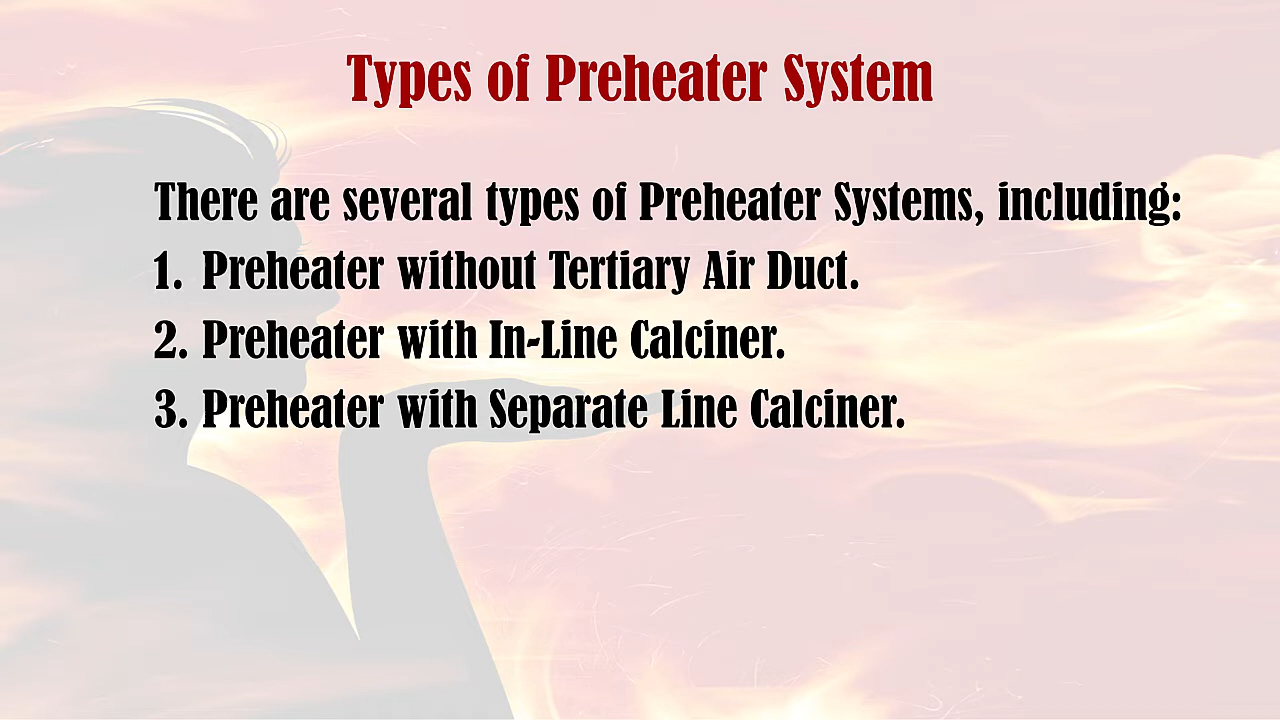 Types of Preheater System
There are several types of Preheater Systems, including:
1. Preheater without Tertiary Air Duct.
2. Preheater with In-Line Calciner.
3. Preheater with Separate Line Calciner.